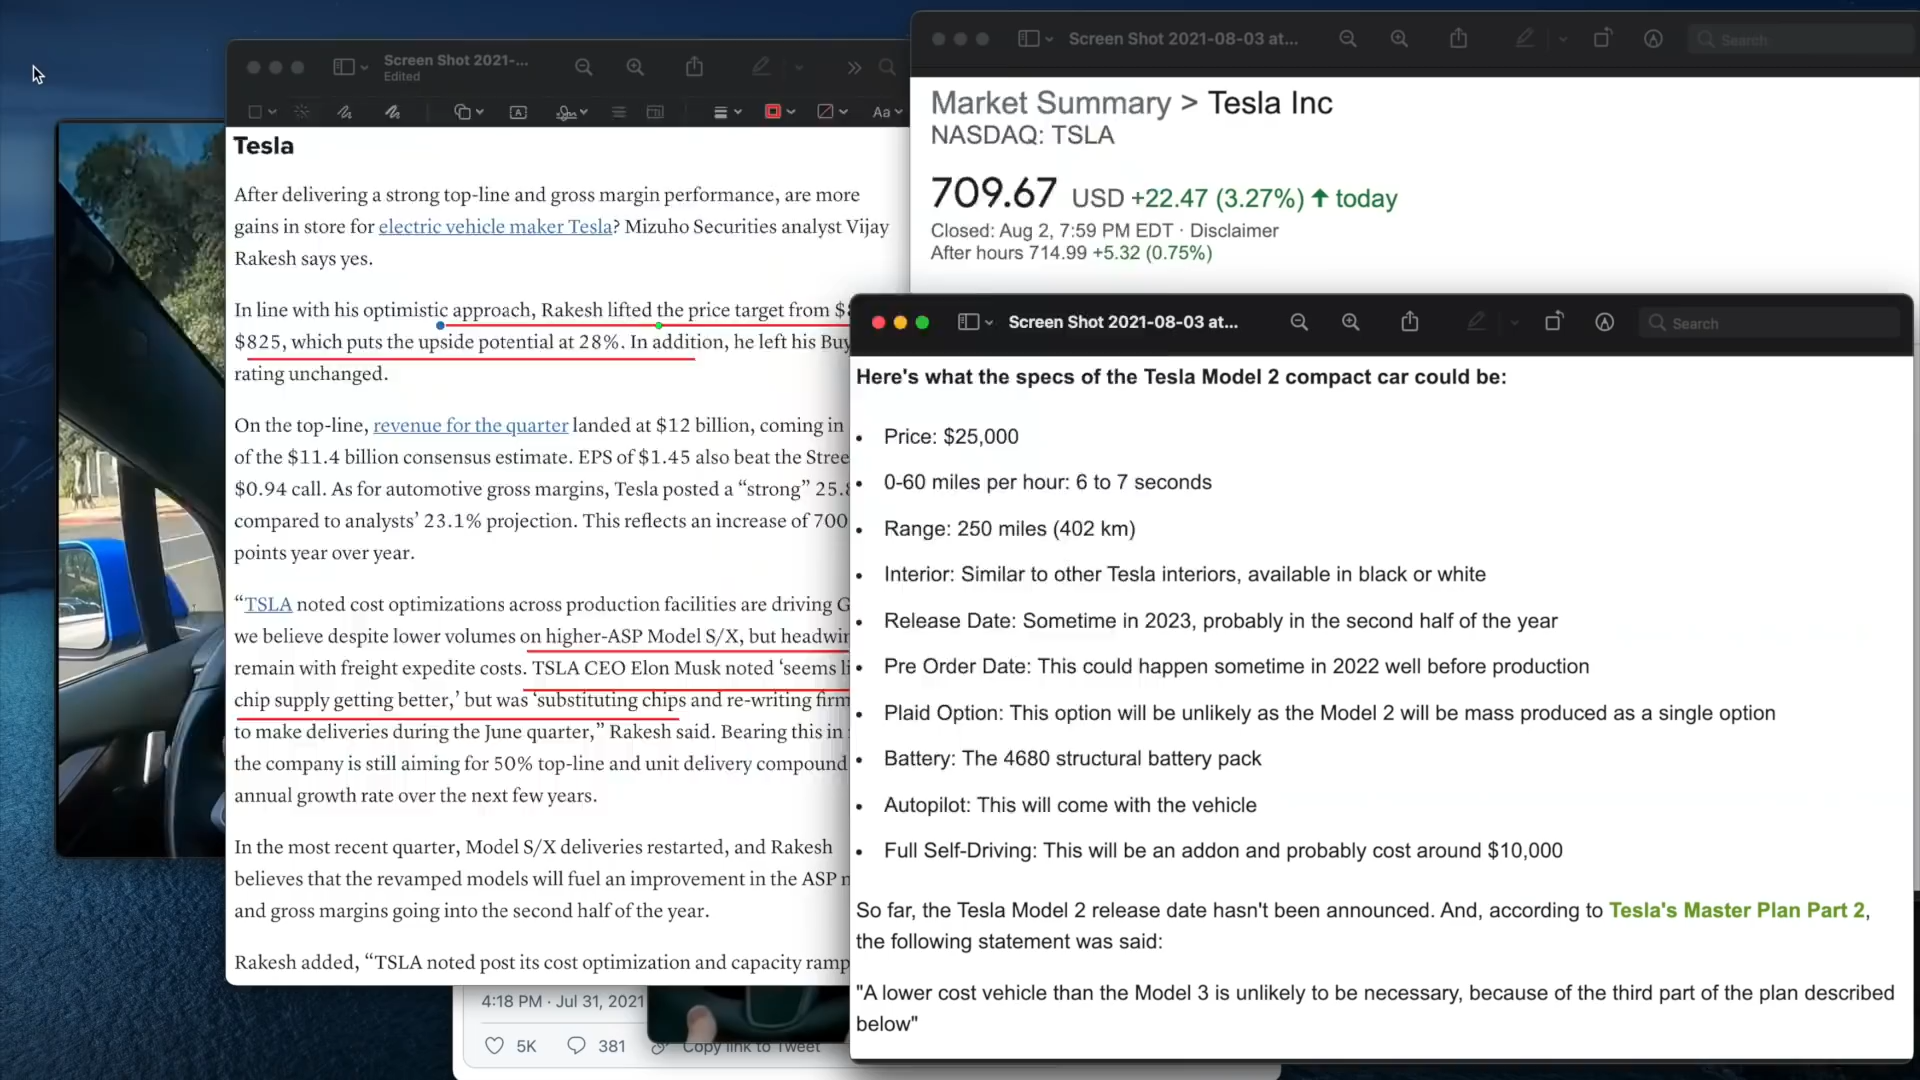 Screen Shot 2021-...
Edited
Aa
Tesla
After delivering a strong top-line and gross margin performance, are more
gains in store for electric vehicle maker Tesla? Mizuho Securities analyst Vijay
Rakesh says yes.
In line with his optimistic approach, Rakesh lifted the price target from $
$825, which puts the upside potential at 28%. In addition, he left his Buy
rating unchanged.
On the top-line, revenue for the quarter landed at $12 billion, coming in
of the $11.4 billion consensus estimate. EPS of $1.45 also beat the Stree
$0.94 call. As for automotive gross margins, Tesla posted a “strong” 25.
compared to analysts’ 23.1% projection. This reflects an increase of 700
points year over year.
“TSLA noted cost optimizations across production facilities are driving G
we believe despite lower volumes on higher-ASP Model S/X, but headwin
remain with freight expedite costs. TSLA CEO Elon Musk noted ‘seems li
chip supply getting better,’ but was ‘substituting chips and re-writing firm
to make deliveries during the June quarter,” Rakesh said. Bearing this in
the company is still aiming for 50% top-line and unit delivery compound
annual growth rate over the next few years.
In the most recent quarter, Model S/X deliveries restarted, and Rakesh
believes that the revamped models will fuel an improvement in the ASP
and gross margins going into the second half of the year.
Rakesh added, “TSLA noted post its cost optimization and capacity ramp
4:18 PM · Jul 31, 2021
5K 381 Copy link to Tweet
Screen Shot 2021-08-03 at...
Search
Market Summary > Tesla Inc
NASDAQ: TSLA
709.67 USD +22.47 (3.27%) today
Closed: Aug 2, 7:59 PM EDT · Disclaimer
After hours 714.99 +5.32 (0.75%)
Screen Shot 2021-08-03 at...
Search
Here's what the specs of the Tesla Model 2 compact car could be:
• Price: $25,000
• 0-60 miles per hour: 6 to 7 seconds
• Range: 250 miles (402 km)
• Interior: Similar to other Tesla interiors, available in black or white
• Release Date: Sometime in 2023, probably in the second half of the year
• Pre Order Date: This could happen sometime in 2022 well before production
• Plaid Option: This option will be unlikely as the Model 2 will be mass produced as a single option
• Battery: The 4680 structural battery pack
• Autopilot: This will come with the vehicle
• Full Self-Driving: This will be an addon and probably cost around $10,000
So far, the Tesla Model 2 release date hasn't been announced. And, according to Tesla's Master Plan Part 2,
the following statement was said:
"A lower cost vehicle than the Model 3 is unlikely to be necessary, because of the third part of the plan described
below"